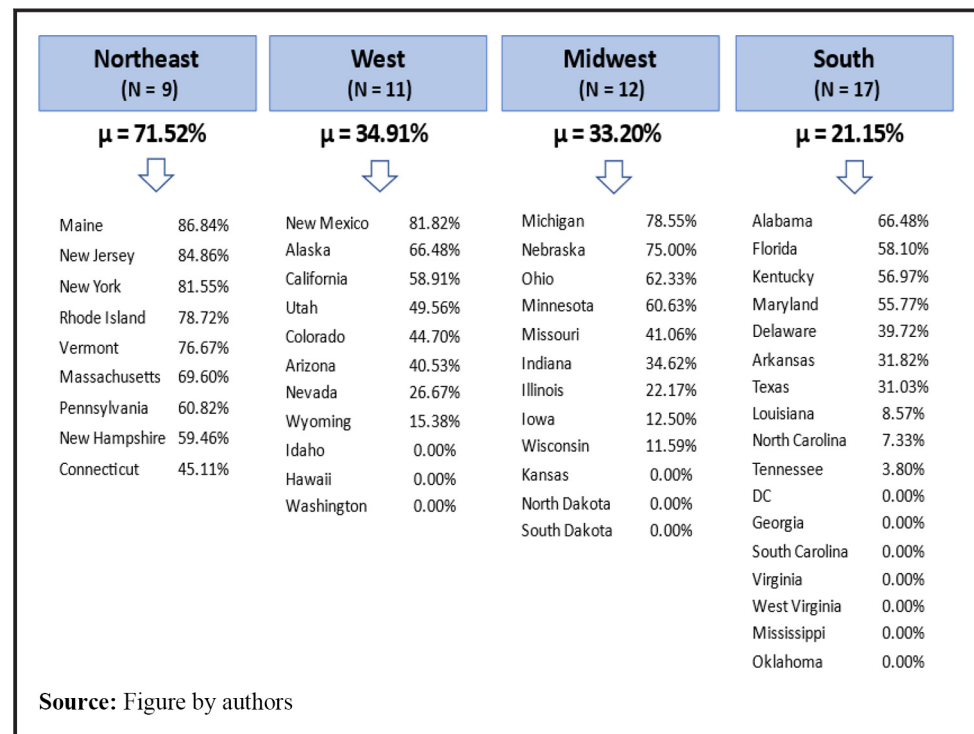 Northeast
(N = 9)
μ = 71.52%
Maine 86.84%
New Jersey 84.86%
New York 81.55%
Rhode Island 78.72%
Vermont 76.67%
Massachusetts 69.60%
Pennsylvania 60.82%
New Hampshire 59.46%
Connecticut 45.11%
West
(N = 11)
μ = 34.91%
New Mexico 81.82%
Alaska 66.48%
California 58.91%
Utah 49.56%
Colorado 44.70%
Arizona 40.53%
Nevada 26.67%
Wyoming 15.38%
Idaho 0.00%
Hawaii 0.00%
Washington 0.00%
Midwest
(N = 12)
μ = 33.20%
Michigan 78.55%
Nebraska 75.00%
Ohio 62.33%
Minnesota 60.63%
Missouri 41.06%
Indiana 34.62%
Illinois 22.17%
Iowa 12.50%
Wisconsin 11.59%
Kansas 0.00%
North Dakota 0.00%
South Dakota 0.00%
South
(N = 17)
μ = 21.15%
Alabama 66.48%
Florida 58.10%
Kentucky 56.97%
Maryland 55.77%
Delaware 39.72%
Arkansas 31.82%
Texas 31.03%
Louisiana 8.57%
North Carolina 7.33%
Tennessee 3.80%
DC 0.00%
Georgia 0.00%
South Carolina 0.00%
Virginia 0.00%
West Virginia 0.00%
Mississippi 0.00%
Oklahoma 0.00%
Source: Figure by authors